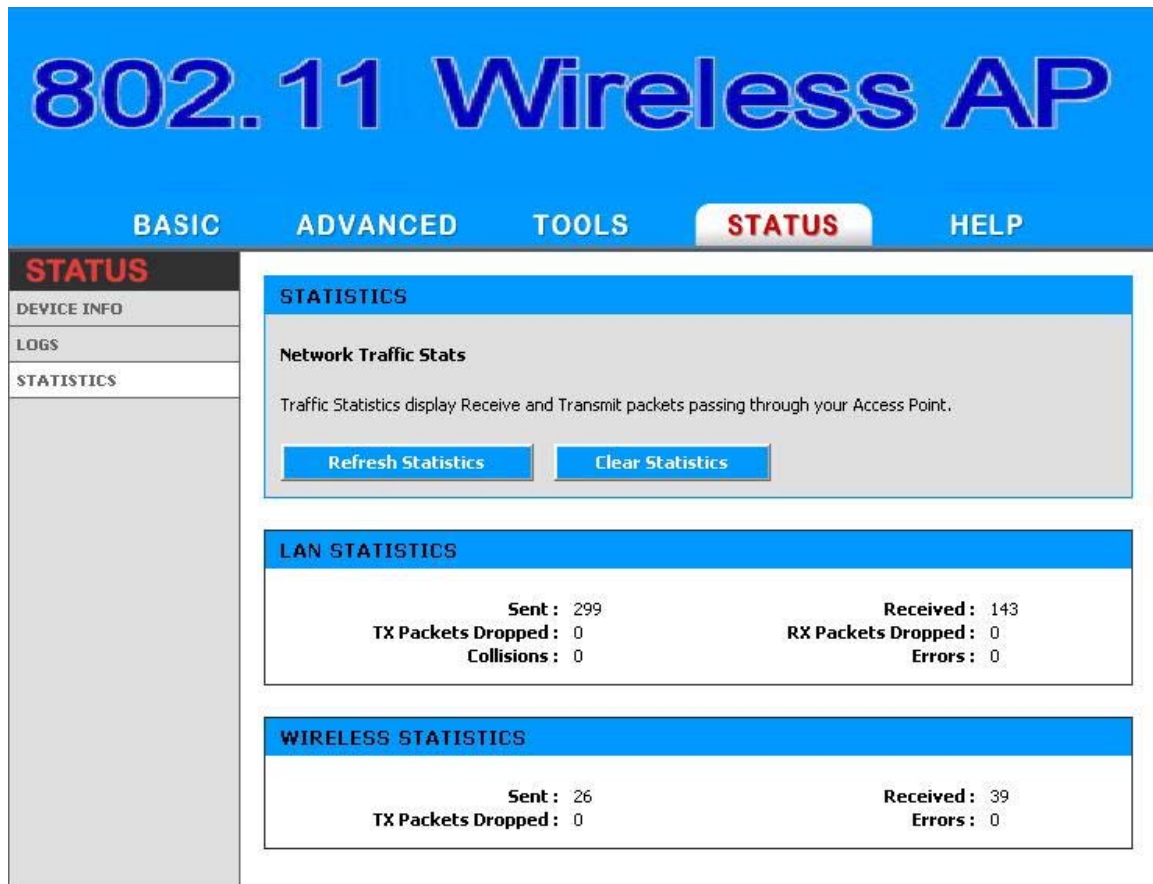 802.11 Wireless AP
BASIC ADVANCED TOOLS STATUS HELP
STATUS
DEVICE INFO
LOGS
STATISTICS
STATISTICS
Network Traffic Stats
Traffic Statistics display Receive and Transmit packets passing through your Access Point.
Refresh Statistics Clear Statistics
LAN STATISTICS
Sent : 299 Received : 143
TX Packets Dropped : 0 RX Packets Dropped : 0
Collisions : 0 Errors : 0
WIRELESS STATISTICS
Sent : 26 Received : 39
TX Packets Dropped : 0 Errors : 0